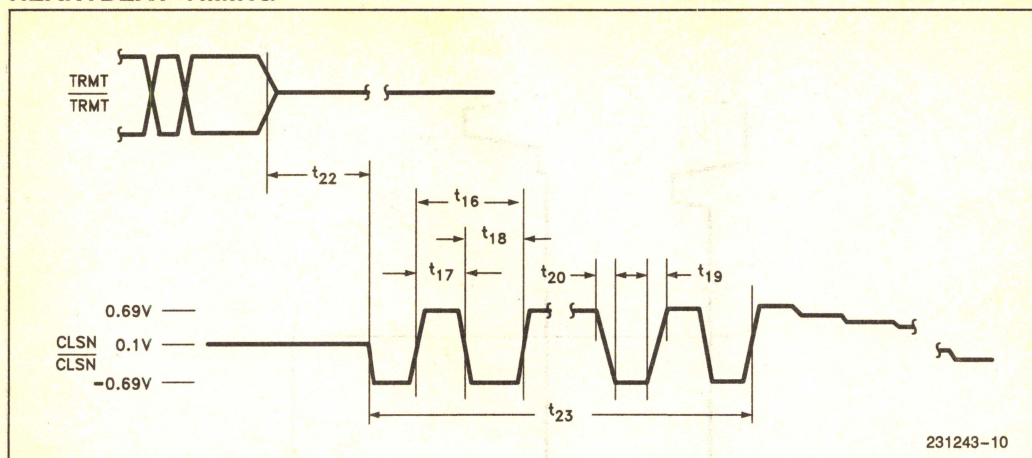 TRMT
TRMT
t22
t16
t18
t17
t20
t19
0.69V
CLSN
CLSN
0.1V
-0.69V
t23
231243-10